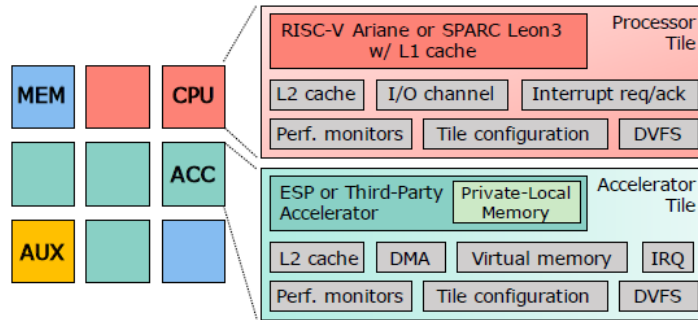 MEM
CPU
ACC
AUX
RISC-V Ariane or SPARC Leon3
w/ L1 cache
Processor
Tile
L2 cache
I/O channel
Interrupt req/ack
Perf. monitors
Tile configuration
DVFS
ESP or Third-Party
Accelerator
Private-Local
Memory
Accelerator
Tile
L2 cache
DMA
Virtual memory
IRQ
Perf. monitors
Tile configuration
DVFS